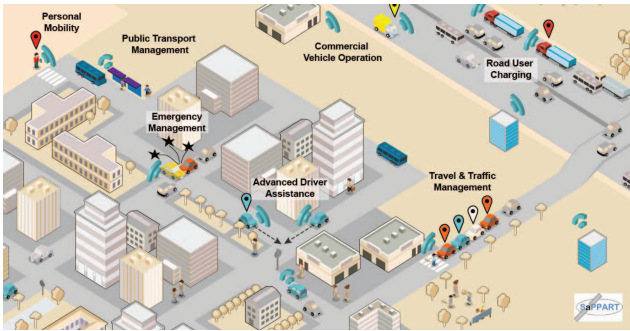 Personal
Mobility
Public Transport
Management
Commercial
Vehicle Operation
Road User
Charging
Emergency
Management
Advanced Driver
Assistance
Travel & Traffic
Management
SaPPART